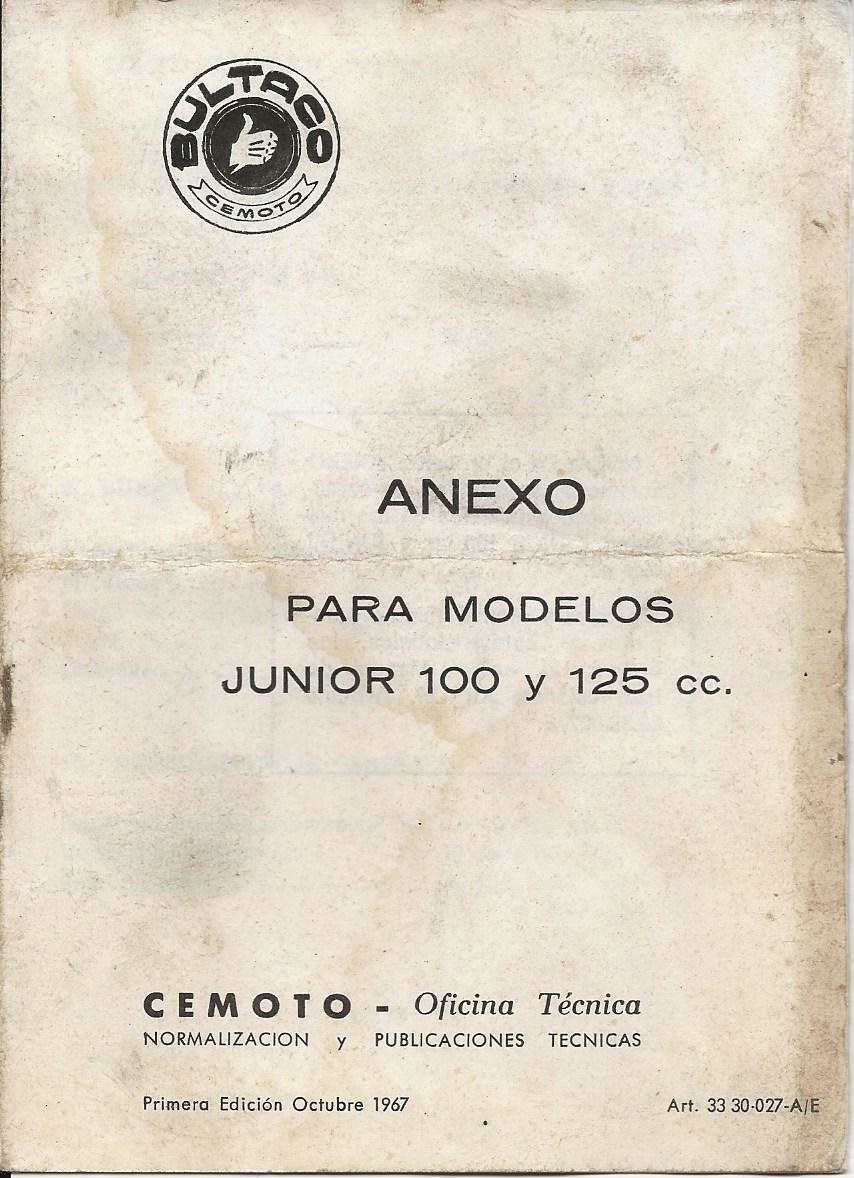 BULTACO
CEMOTO
ANEXO
PARA MODELOS
JUNIOR 100 y 125 cc.
CEMOTO - Oficina Técnica
NORMALIZACION y PUBLICACIONES TECNICAS
Primera Edición Octubre 1967
Art. 33 30-027-A/E